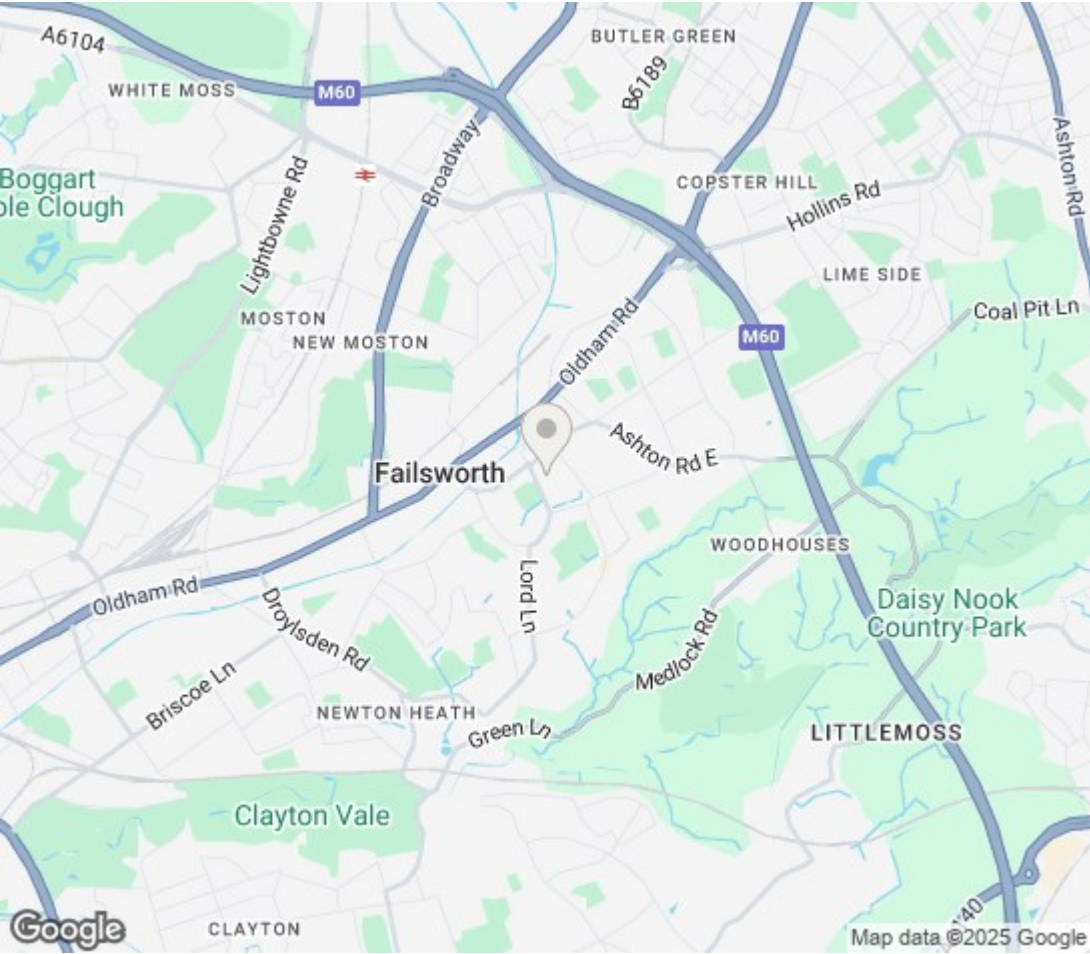 A6104
BUTLER GREEN
WHITE MOSS
M60
B6189
Ashton Rd
Broadway
Boggart
ole Clough
Lightbowne Rd
COPSTER HILL
Hollins Rd
LIME SIDE
Coal Pit Ln
MOSTON
NEW MOSTON
Oldham Rd
M60
Ashton Rd E
Failsworth
WOODHOUSES
Lord Ln
Oldham Rd
Droylsden Rd
Daisy Nook
Country Park
Medlock Rd
Briscoe Ln
NEWTON HEATH
Green Ln
LITTLEMOSS
Clayton Vale
CLAYTON
Google
Map data ©2025 Google